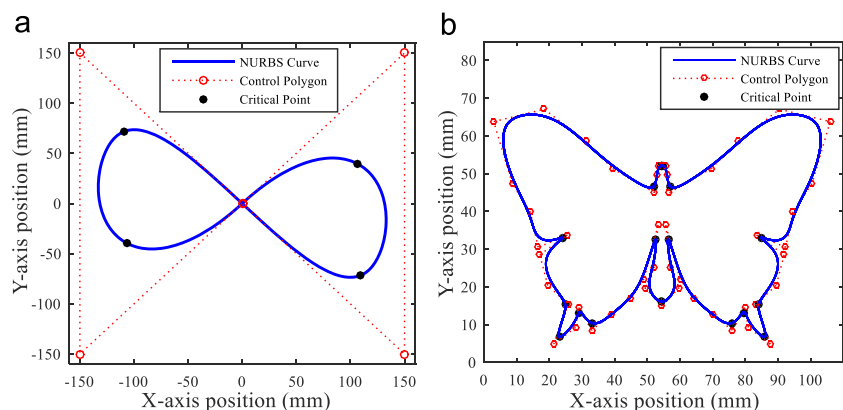 a
150
100
50
0
-50
-100
-150
-150
-100
-50
0
50
100
150
Y-axis position (mm)
X-axis position (mm)
NURBS Curve
Control Polygon
Critical Point
b
80
70
60
50
40
30
20
10
0
0
10
20
30
40
50
60
70
80
90
100
Y-axis position (mm)
X-axis position (mm)
NURBS Curve
Control Polygon
Critical Point